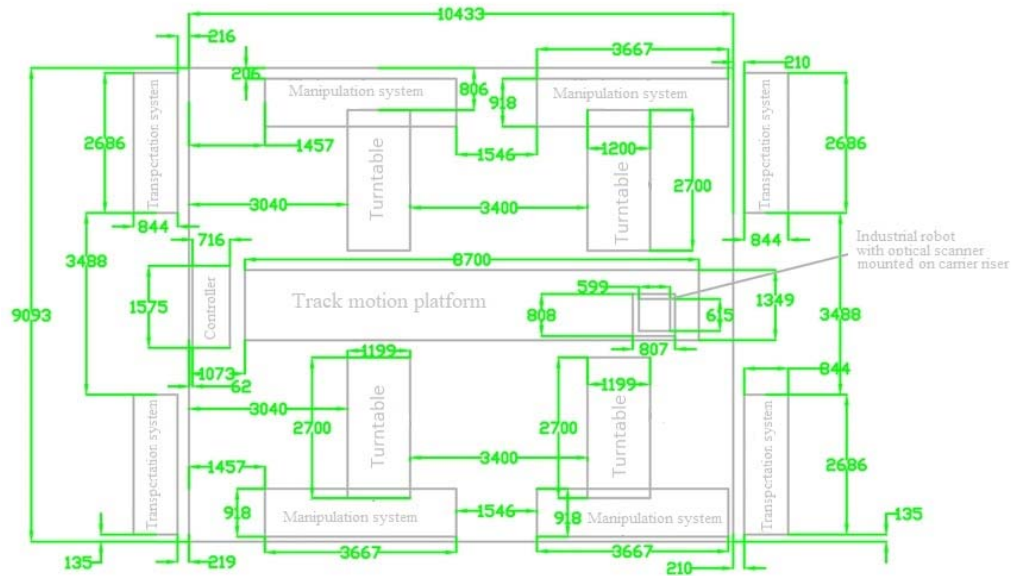 10433
216
3667
210
206
806
Manipulation system
918
Manipulation system
Transportation system
Transportation system
2686
2686
1457
1546
1200
Turntable
Turntable
2700
3040
3400
844
716
844
3488
8700
Industrial robot
with optical scanner
mounted on carrier riser
599
1349
1575
Controller
Track motion platform
808
615
9093
3488
807
1199
1073
62
1199
844
3040
Transportation system
Turntable
Turntable
Transportation system
2700
2700
1457
3400
2686
918
Manipulation system
1546
918
Manipulation system
135
3667
3667
135
219
210